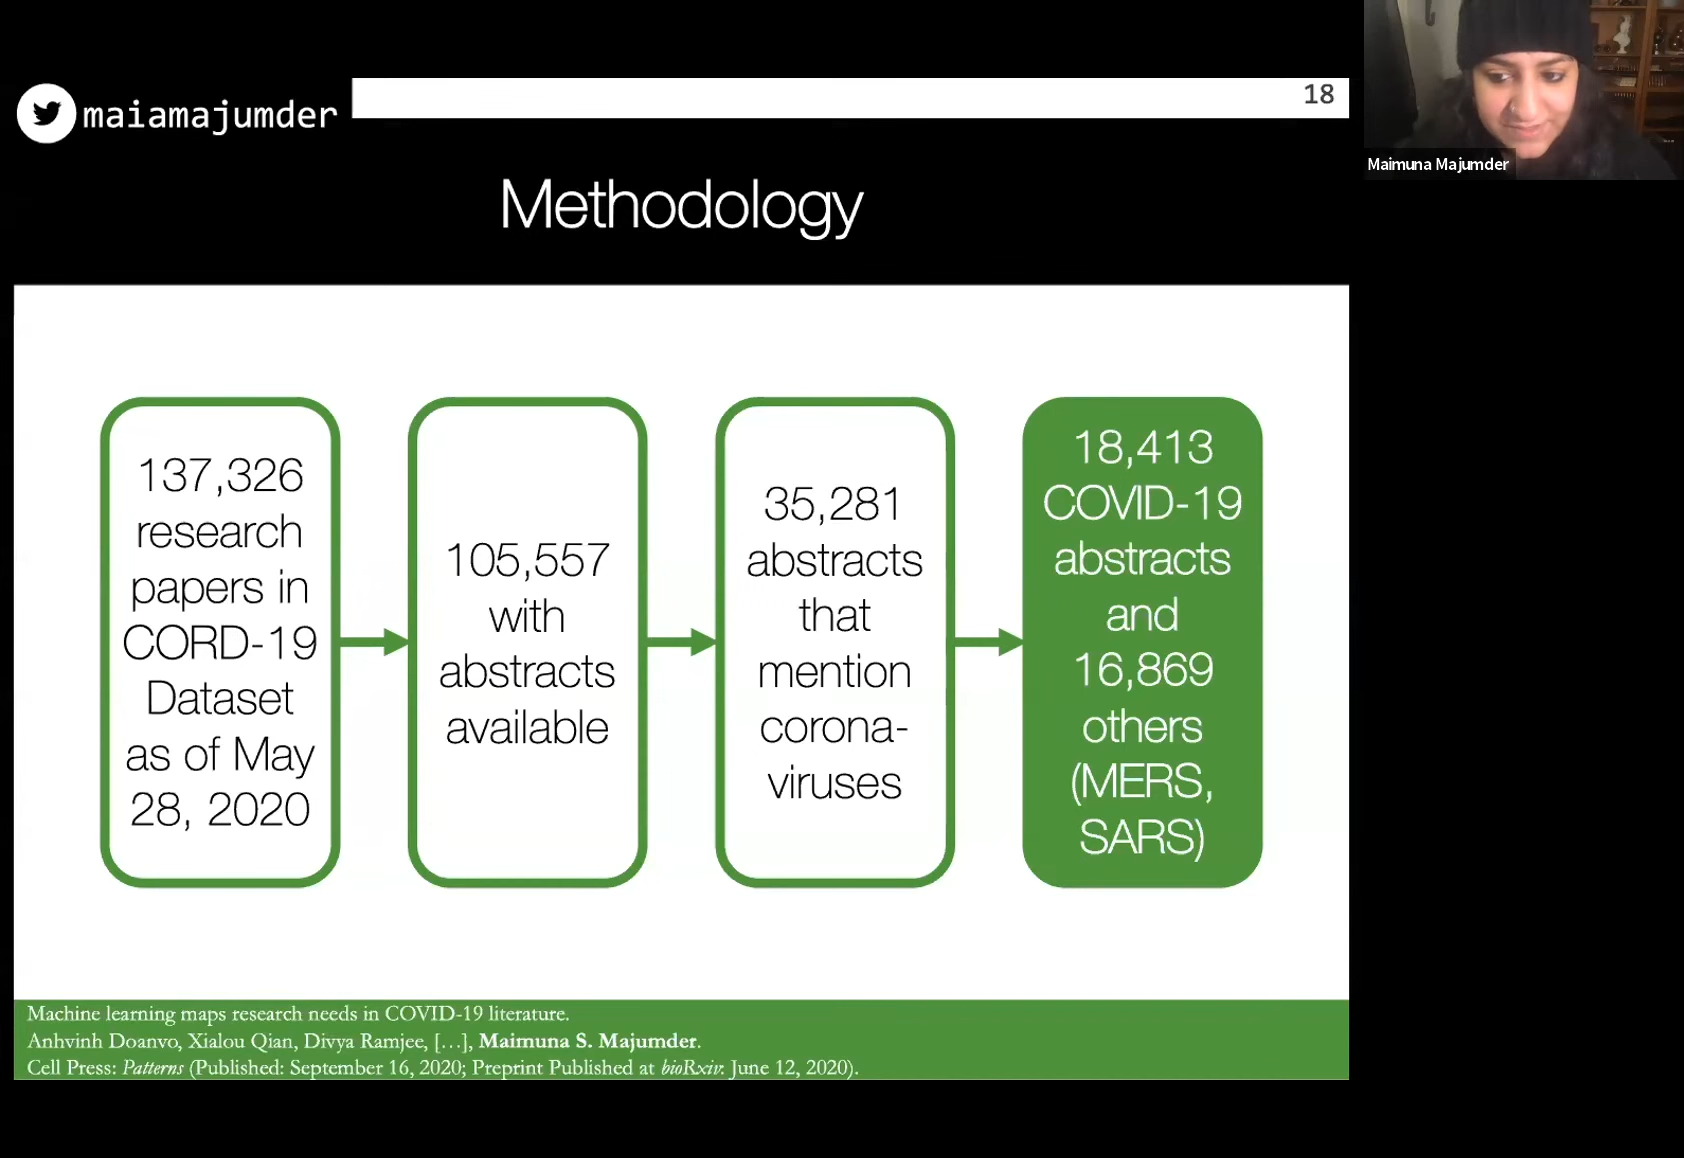 maiamajumder
18
Maimuna Majumder
Methodology
137,326
research
papers in
CORD-19
Dataset
as of May
28, 2020
105,557
with
abstracts
available
35,281
abstracts
that
mention
corona-
viruses
18,413
COVID-19
abstracts
and
16,869
others
(MERS,
SARS)
Machine learning maps research needs in COVID-19 literature.
Anhvinh Doanvo, Xialou Qian, Divya Ramjee, […], Maimuna S. Majumder.
Cell Press: Patterns (Published: September 16, 2020; Preprint Published at bioRxiv: June 12, 2020).